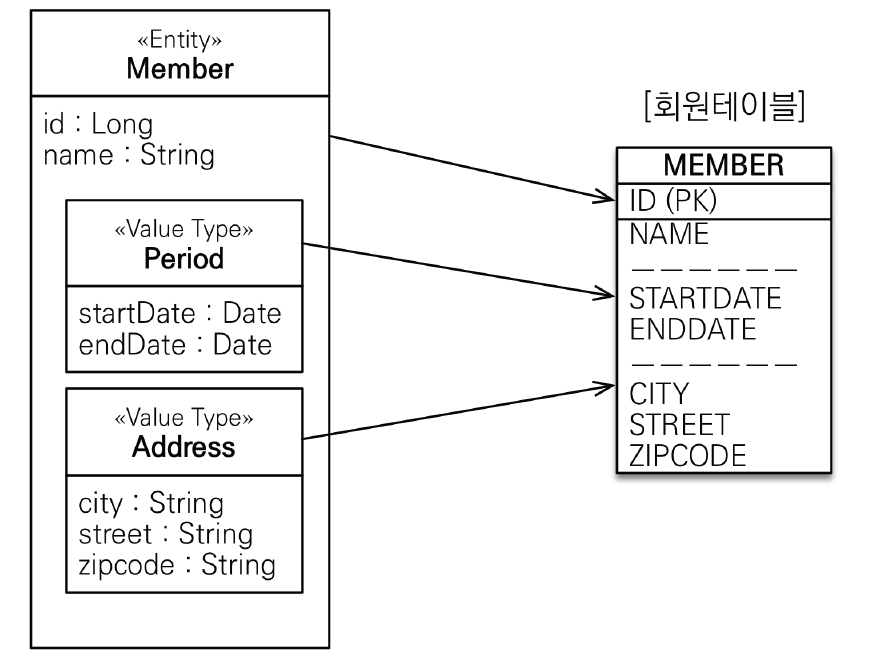 «Entity»
Member
id : Long
name : String
«Value Type»
Period
startDate : Date
endDate : Date
«Value Type»
Address
city : String
street : String
zipcode : String
[회원테이블]
MEMBER
ID (PK)
NAME
STARTDATE
ENDDATE
CITY
STREET
ZIPCODE